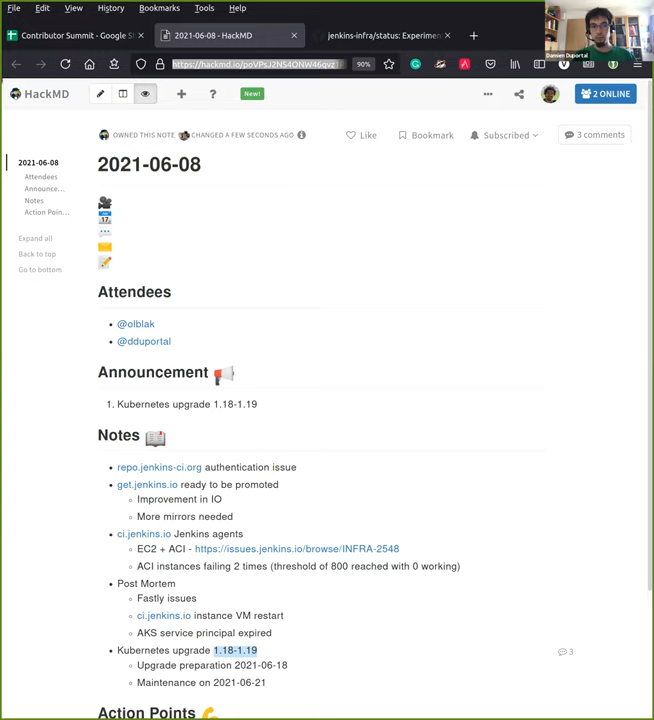 File Edit View History Bookmarks Tools Help
Contributor Summit - Google S
2021-06-08 - HackMD
jenkins-infra/status: Experimen
Damien Duportal
https://hackmd.io/poVPsJ2NS4ONW46qvz
90%
HackMD
New!
2 ONLINE
OWNED THIS NOTE
CHANGED A FEW SECONDS AGO
Like
Bookmark
Subscribed
3 comments
2021-06-08
Attendees
Announce...
Notes
Action Poin...
Expand all
Back to top
Go to bottom
2021-06-08
Attendees
@olblak
@dduportal
Announcement
1. Kubernetes upgrade 1.18-1.19
Notes
repo.jenkins-ci.org authentication issue
get.jenkins.io ready to be promoted
Improvement in IO
More mirrors needed
ci.jenkins.io Jenkins agents
EC2 + ACI - https://issues.jenkins.io/browse/INFRA-2548
ACI instances failing 2 times (threshold of 800 reached with 0 working)
Post Mortem
Fastly issues
ci.jenkins.io instance VM restart
AKS service principal expired
Kubernetes upgrade 1.18-1.19
3
Upgrade preparation 2021-06-18
Maintenance on 2021-06-21
Action Points